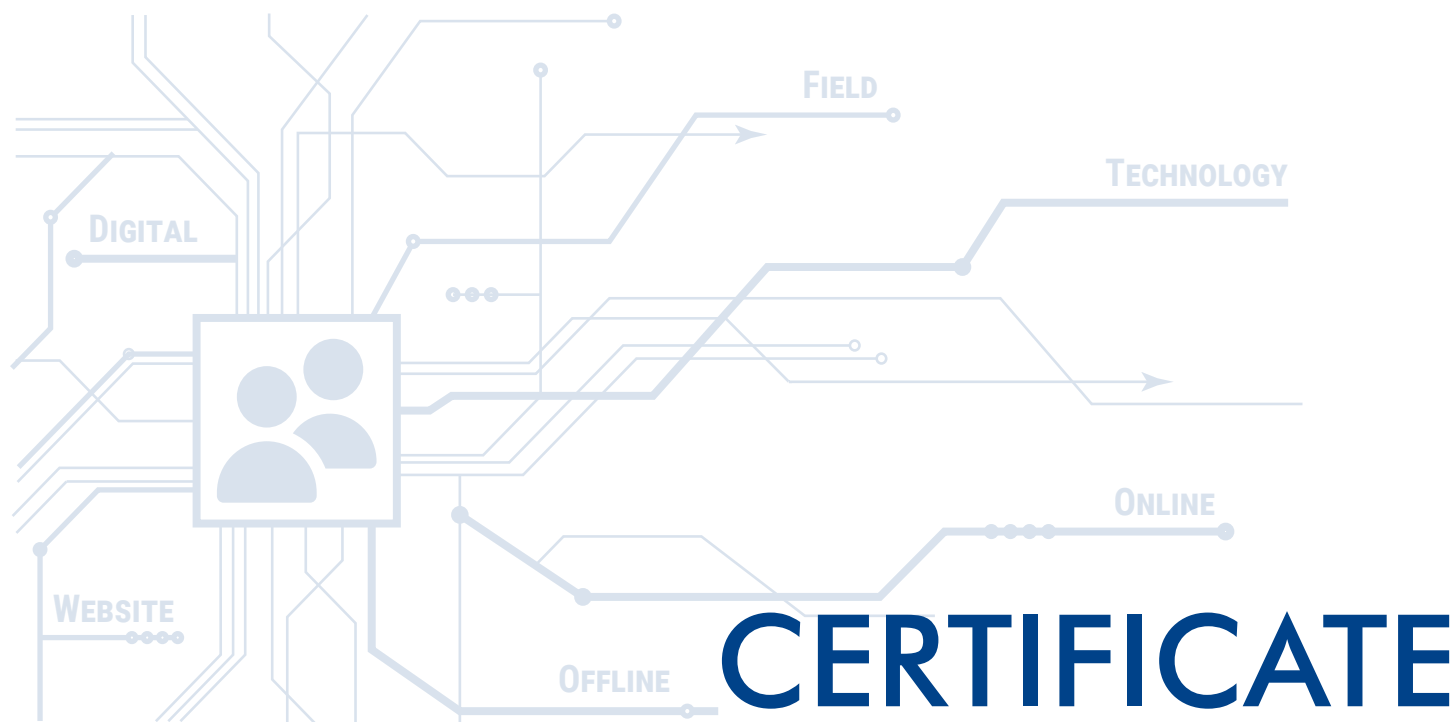 FIELD
TECHNOLOGY
DIGITAL
ONLINE
WEBSITE
OFFLINE
CERTIFICATE